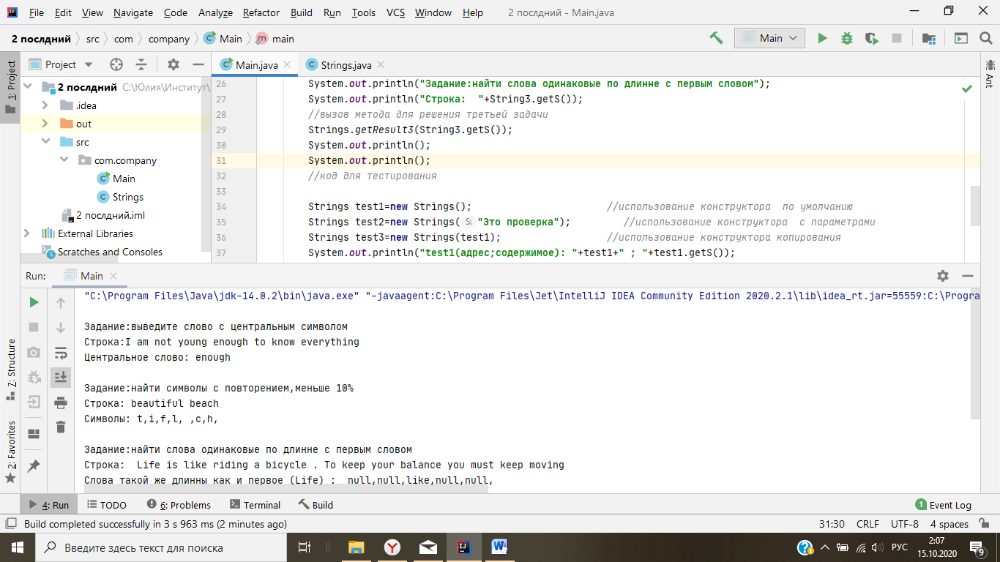 File Edit View Navigate Code Analyze Refactor Build Run Tools VCS Window Help 2 послдний - Main.java
2 послдний src com company Main main Main
Project
Main.java
Strings.java
1: Project
Ant
2 послдний C:\Юлия\Институт\
.idea
out
src
com.company
Main
Strings
2 послдний.iml
External Libraries
Scratches and Consoles
26 System.out.println("Задание:найти слова одинаковые по длинне с первым словом");
27 System.out.println("Строка:  "+String3.getS());
28 //вызов метода для решения третьей задачи
29 Strings.getResult3(String3.getS());
30 System.out.println();
31 System.out.println();
32 //код для тестирования
33
34 Strings test1=new Strings(); //использование конструктора  по умолчанию
35 Strings test2=new Strings( S: "Это проверка"); //использование конструктора  с параметрами
36 Strings test3=new Strings(test1); //использование конструктора копирования
37 System.out.println("test1(адрес;содержимое): "+test1+" ; "+test1.getS());
Run: Main
"C:\Program Files\Java\jdk-14.0.2\bin\java.exe" "-javaagent:C:\Program Files\Jet\IntelliJ IDEA Community Edition 2020.2.1\lib\idea_rt.jar=55559:C:\Progra
Задание:выведите слово с центральным символом
Строка:I am not young enough to know everything
Центральное слово: enough
Задание:найти символы с повторением,меньше 10%
Строка: beautiful beach
Символы: t,i,f,l, ,c,h,
Задание:найти слова одинаковые по длинне с первым словом
Строка:  Life is like riding a bicycle . To keep your balance you must keep moving
Слова такой же длинны как и первое (Life) :  null,null,like,null,null,
7: Structure
2: Favorites
4: Run TODO 6: Problems Terminal Build 1 Event Log
Build completed successfully in 3 s 963 ms (2 minutes ago) 31:30 CRLF UTF-8 4 spaces
Введите здесь текст для поиска
РУС
2:07
15.10.2020
9